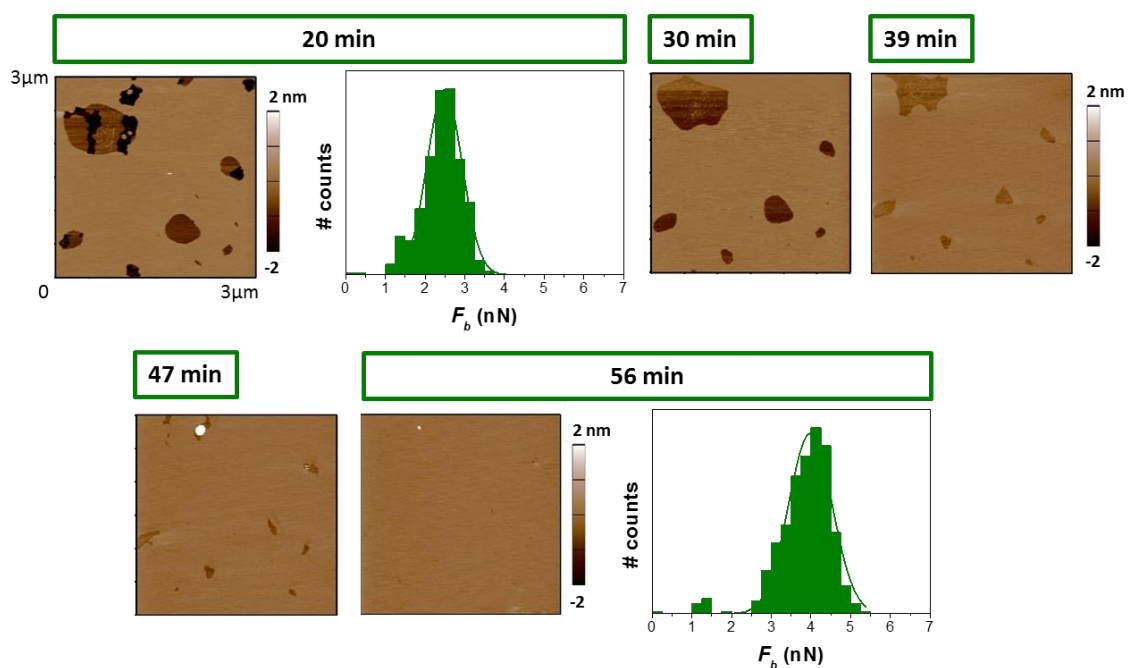 20 min
30 min
39 min
3µm
2 nm
-2
0
3µm
# counts
0 1 2 3 4 5 6 7
F_b (nN)
2 nm
-2
47 min
56 min
2 nm
-2
# counts
0 1 2 3 4 5 6 7
F_b (nN)